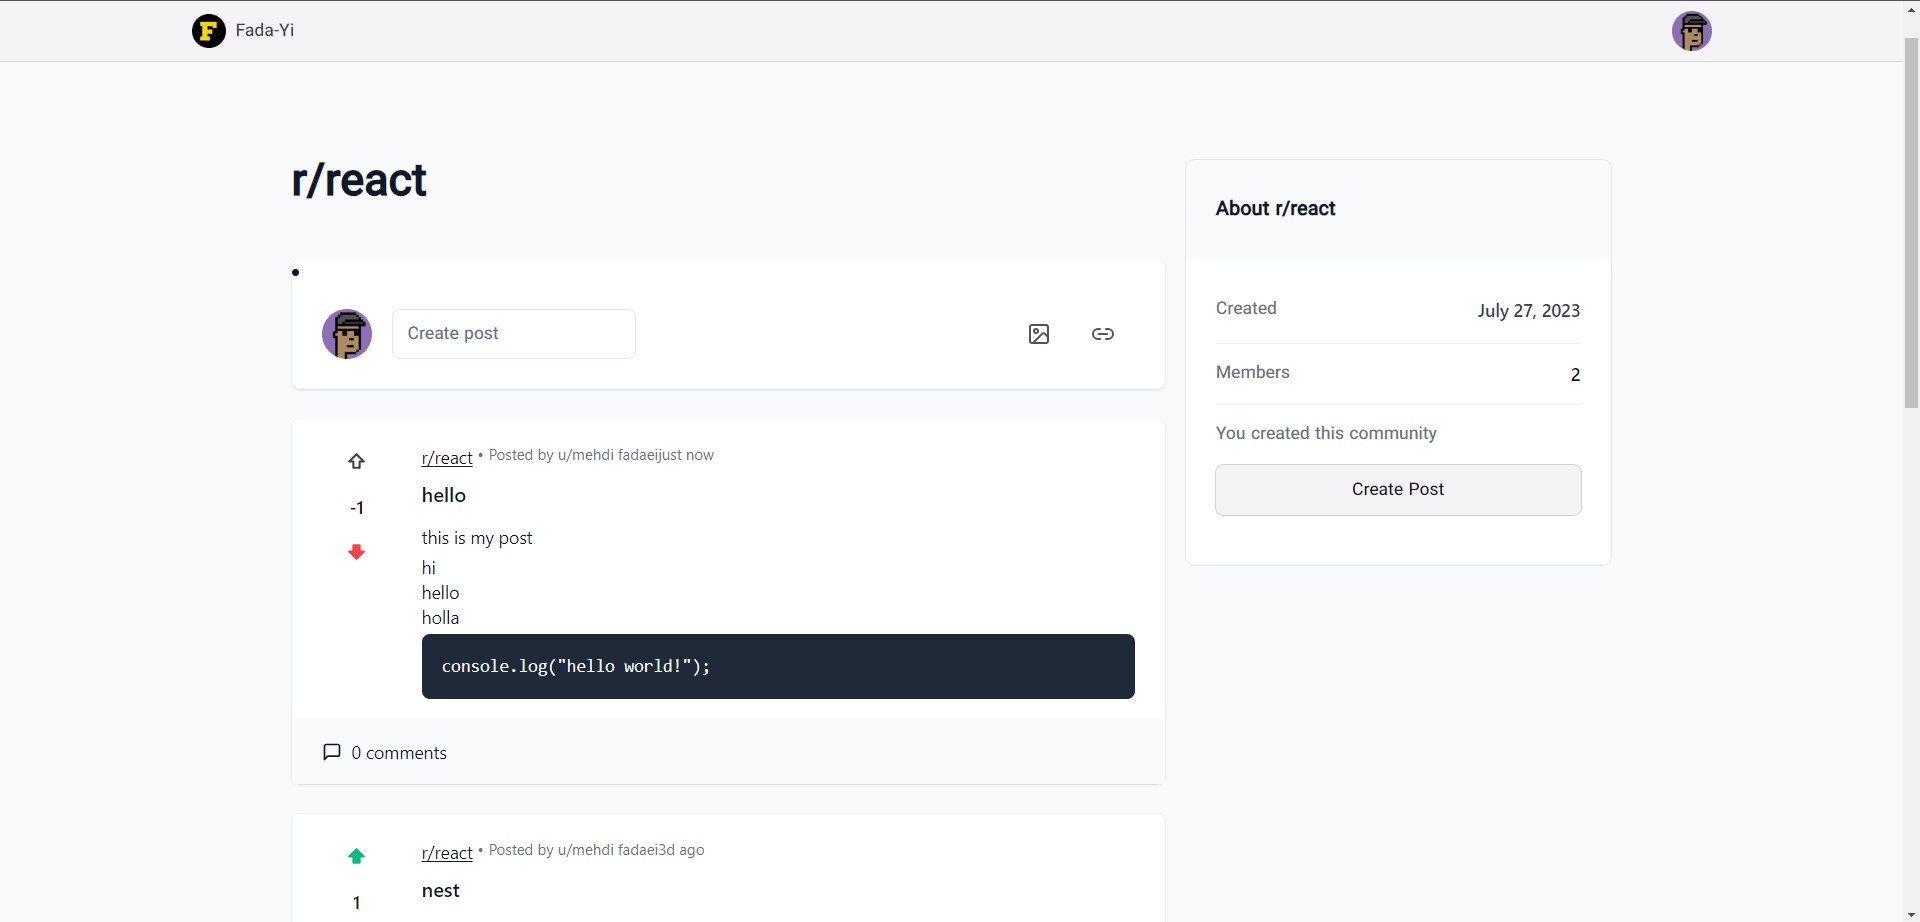 F Fada-Yi
r/react
Create post
r/react • Posted by u/mehdi fadaeijust now
hello
-1
this is my post
hi
hello
holla
console.log("hello world!");
0 comments
r/react • Posted by u/mehdi fadaei3d ago
nest
1
About r/react
Created July 27, 2023
Members 2
You created this community
Create Post